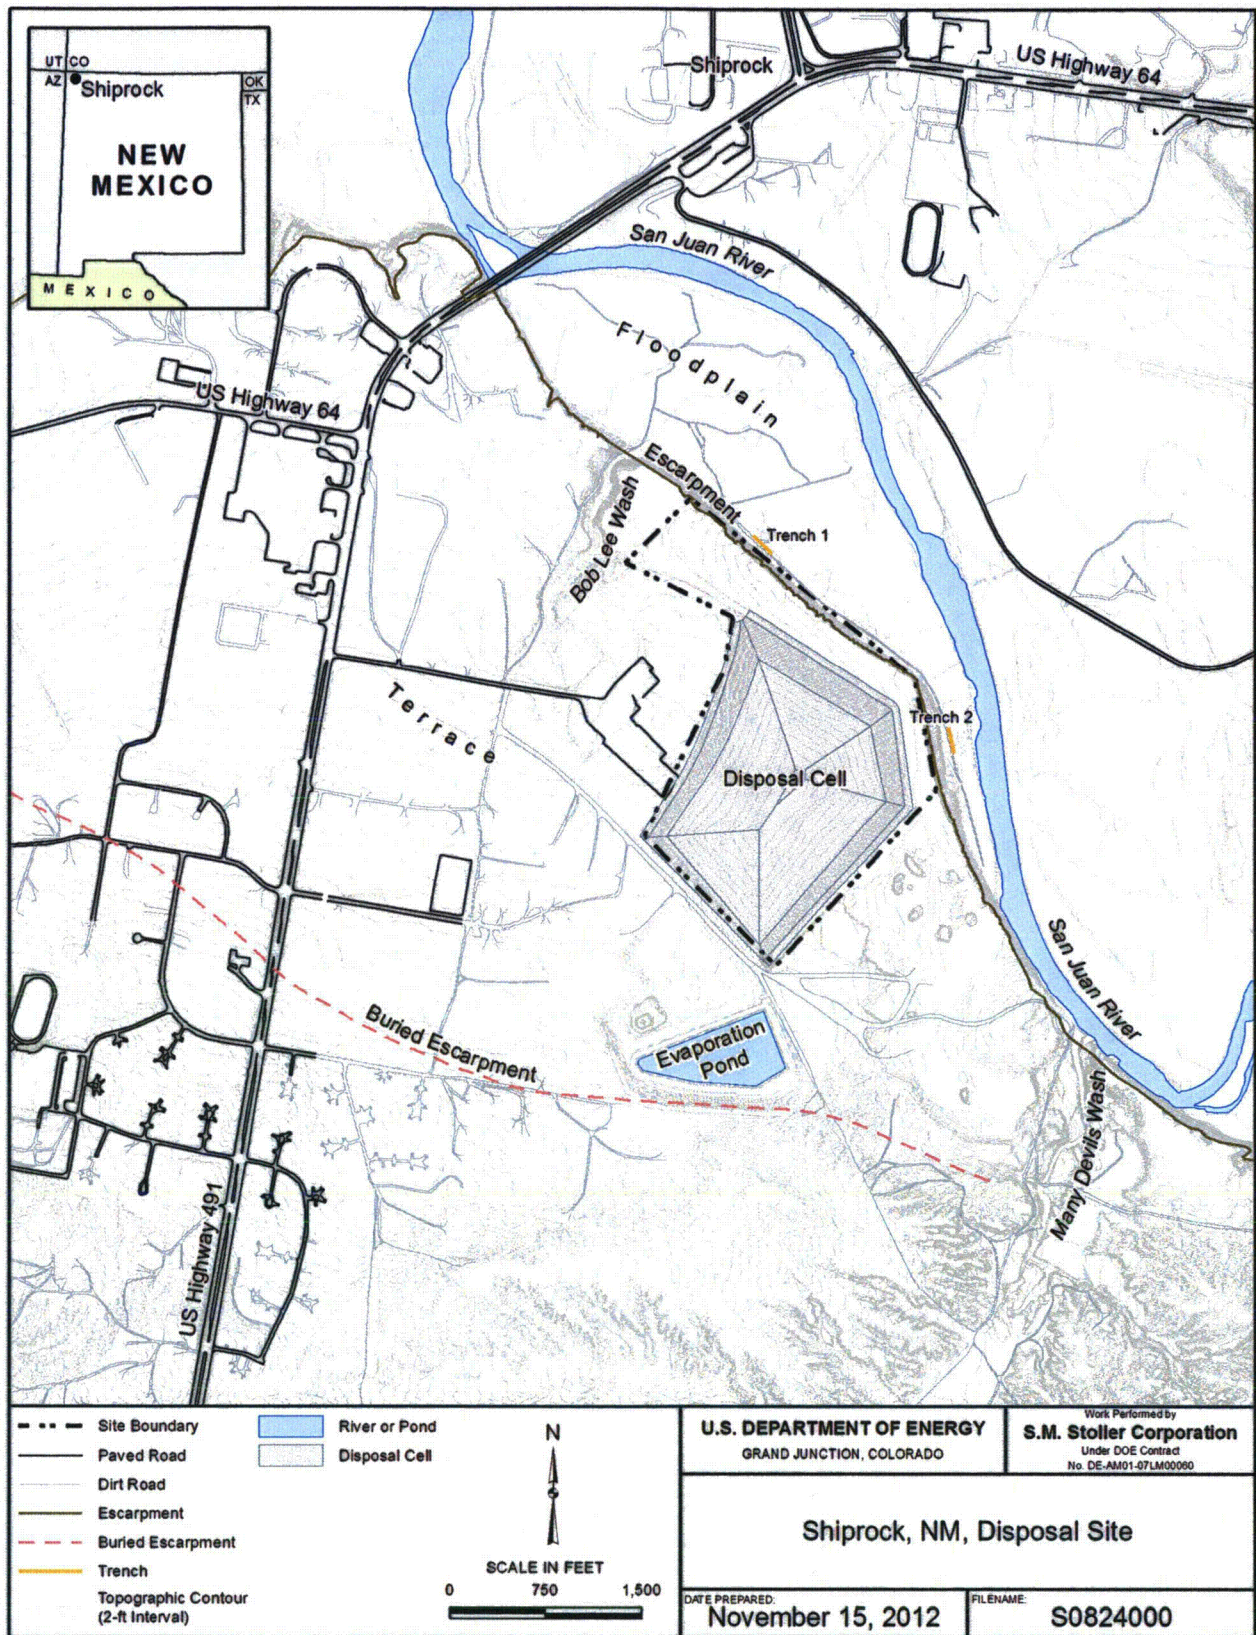 UT CO
AZ Shiprock OK
TX
NEW
MEXICO
MEXICO
Shiprock
US Highway 64
San Juan River
Floodplain
US Highway 64
Escarpment
Bob Lee Wash
Trench 1
Terrace
Trench 2
Disposal Cell
San Juan River
Buried Escarpment
Evaporation
Pond
Many Devils Wash
US Highway 491
Site Boundary
Paved Road
Dirt Road
Escarpment
Buried Escarpment
Trench
Topographic Contour
(2-ft Interval)
River or Pond
Disposal Cell
N
SCALE IN FEET
0 750 1,500
U.S. DEPARTMENT OF ENERGY
GRAND JUNCTION, COLORADO
Work Performed by
S.M. Stoller Corporation
Under DOE Contract
No. DE-AM01-07LM00060
Shiprock, NM, Disposal Site
DATE PREPARED:
November 15, 2012
FILENAME:
S0824000